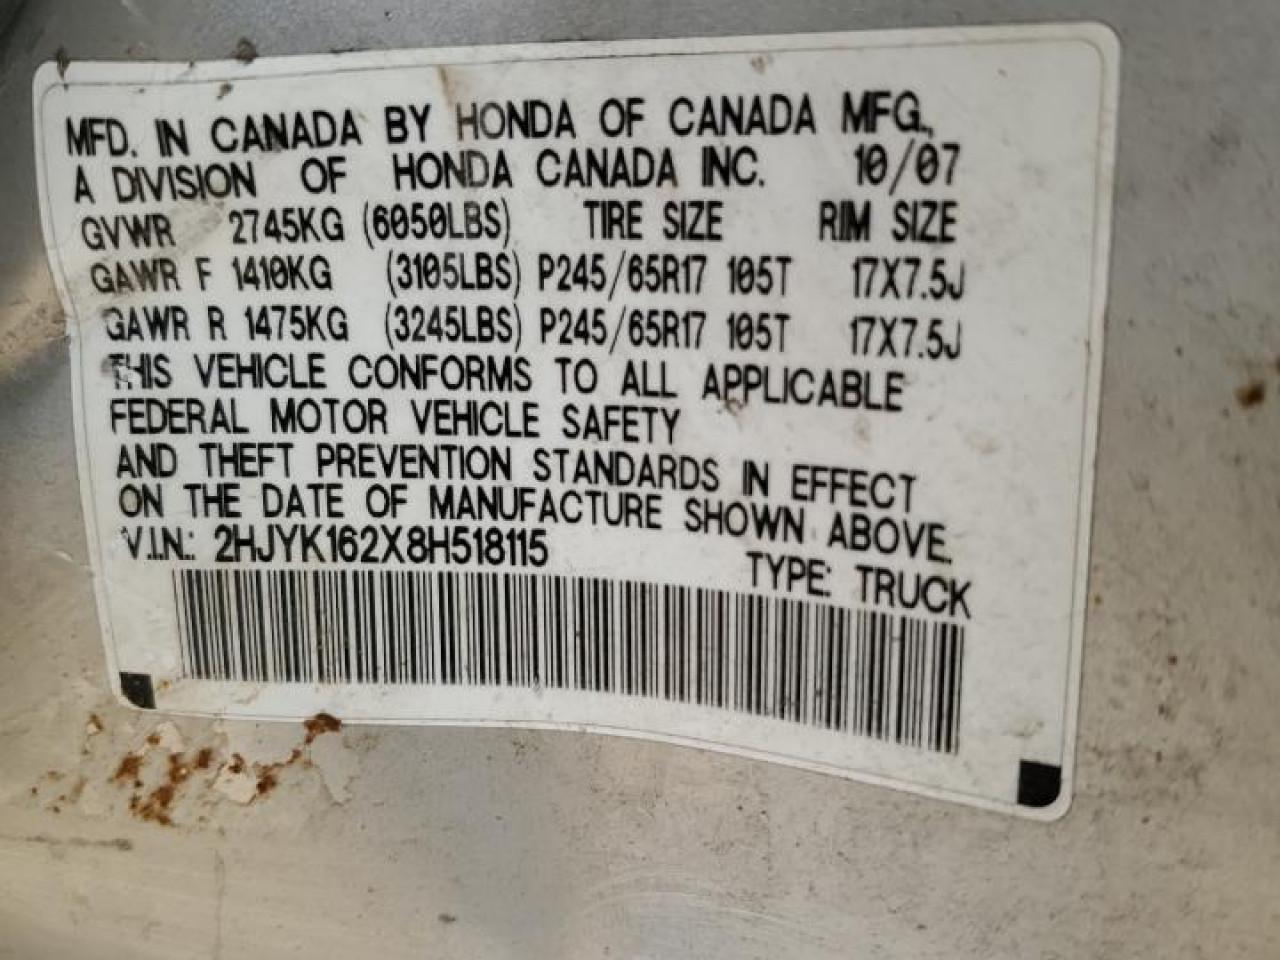 MFD. IN CANADA BY HONDA OF CANADA MFG.,
A DIVISION OF HONDA CANADA INC. 10/07
GVWR 2745KG (6050LBS) TIRE SIZE RIM SIZE
GAWR F 1410KG (3105LBS) P245/65R17 105T 17X7.5J
GAWR R 1475KG (3245LBS) P245/65R17 105T 17X7.5J
THIS VEHICLE CONFORMS TO ALL APPLICABLE
FEDERAL MOTOR VEHICLE SAFETY
AND THEFT PREVENTION STANDARDS IN EFFECT
ON THE DATE OF MANUFACTURE SHOWN ABOVE.
V.I.N.: 2HJYK162X8H518115 TYPE: TRUCK